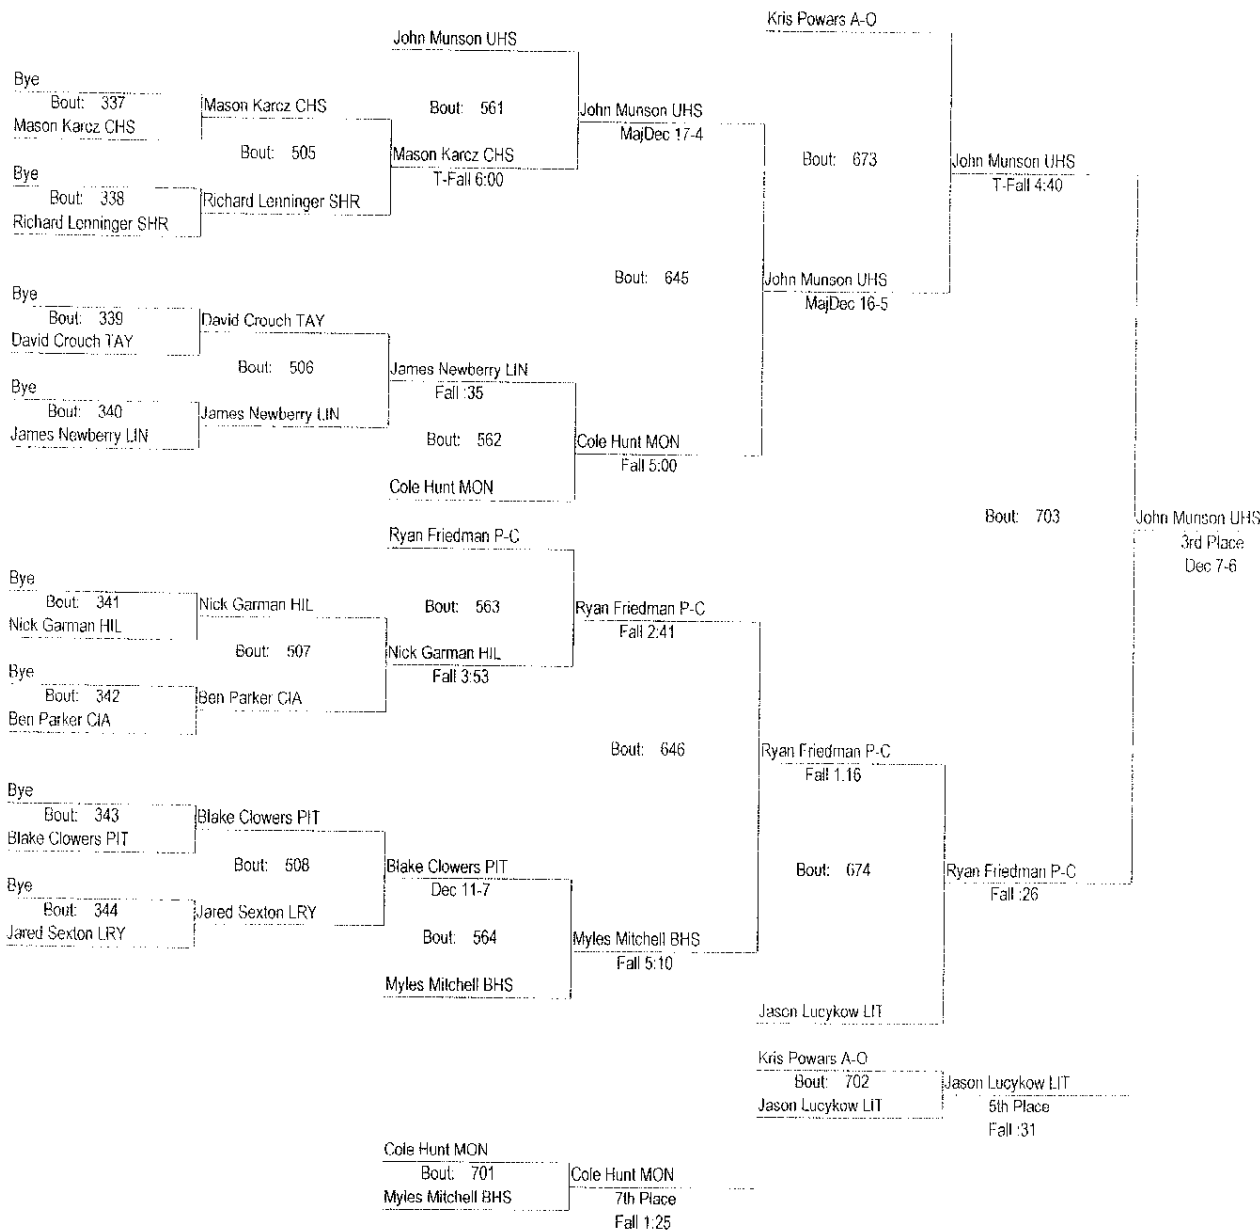 Kris Powars A-O
John Munson UHS
Bye
Bout: 337
Mason Karcz CHS
Mason Karcz CHS
Bout: 561
John Munson UHS
MajDec 17-4
Bout: 505
Mason Karcz CHS
T-Fall 6:00
Bout: 673
John Munson UHS
T-Fall 4:40
Bye
Bout: 338
Richard Lenninger SHR
Richard Lenninger SHR
Bout: 645
John Munson UHS
MajDec 16-5
Bye
Bout: 339
David Crouch TAY
David Crouch TAY
Bout: 506
James Newberry LIN
Fall :35
Bye
Bout: 340
James Newberry LIN
James Newberry LIN
Bout: 562
Cole Hunt MON
Fall 5:00
Cole Hunt MON
Bout: 703
John Munson UHS
3rd Place
Dec 7-6
Ryan Friedman P-C
Bye
Bout: 341
Nick Garman HIL
Nick Garman HIL
Bout: 563
Ryan Friedman P-C
Fall 2:41
Bout: 507
Nick Garman HIL
Fall 3:53
Bye
Bout: 342
Ben Parker CIA
Ben Parker CIA
Bout: 646
Ryan Friedman P-C
Fall 1:16
Bye
Bout: 343
Blake Clowers PIT
Blake Clowers PIT
Bout: 508
Blake Clowers PIT
Dec 11-7
Bout: 674
Ryan Friedman P-C
Fall :26
Bye
Bout: 344
Jared Sexton LRY
Jared Sexton LRY
Bout: 564
Myles Mitchell BHS
Fall 5:10
Myles Mitchell BHS
Jason Lucykow LIT
Kris Powars A-O
Bout: 702
Jason Lucykow LIT
Jason Lucykow LIT
5th Place
Fall :31
Cole Hunt MON
Bout: 701
Myles Mitchell BHS
Cole Hunt MON
7th Place
Fall 1:25